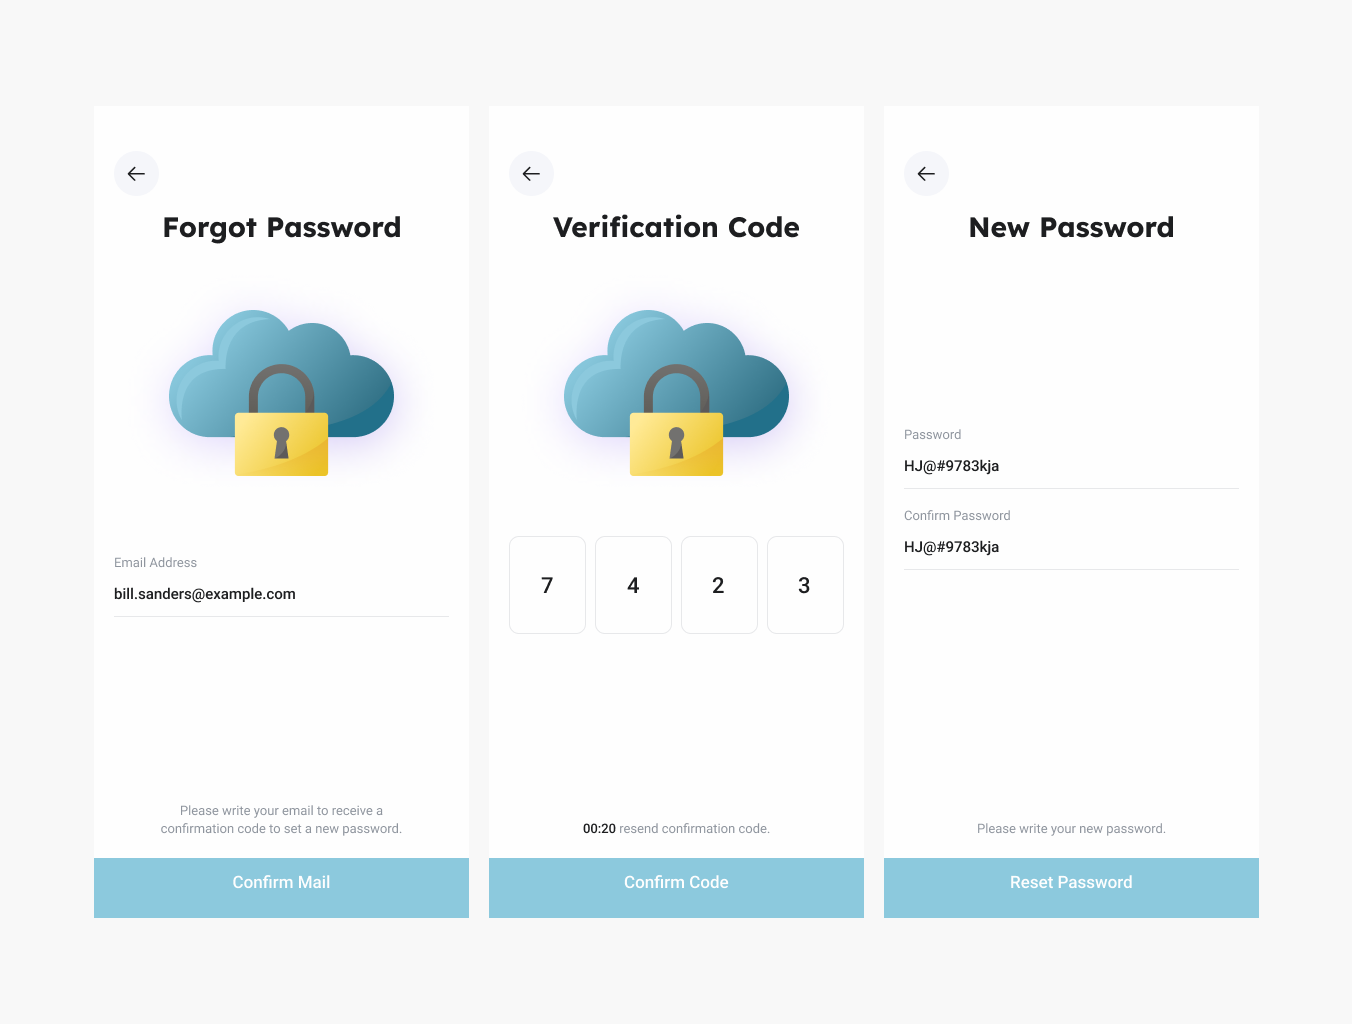 Forgot Password
Email Address
bill.sanders@example.com
Please write your email to receive a
confirmation code to set a new password.
Confirm Mail
Verification Code
7 4 2 3
00:20 resend confirmation code.
Confirm Code
New Password
Password
HJ@#9783kja
Confirm Password
HJ@#9783kja
Please write your new password.
Reset Password